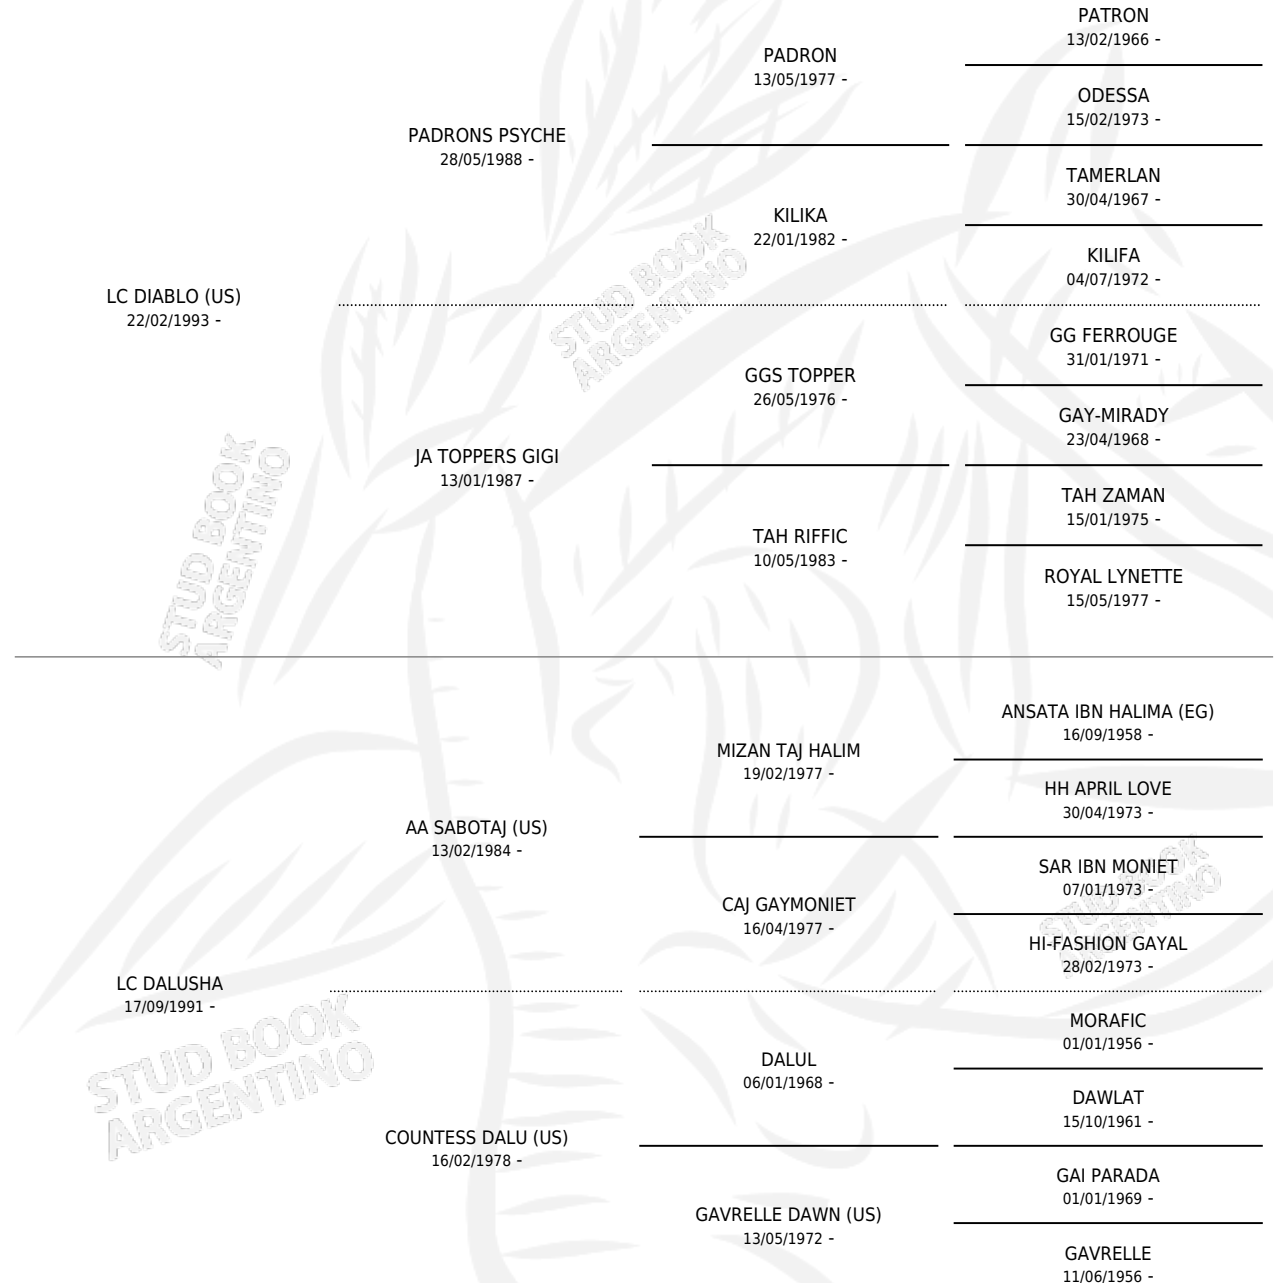 PATRON
13/02/1966 -
PADRON
13/05/1977 -
ODESSA
15/02/1973 -
PADRONS PSYCHE
28/05/1988 -
TAMERLAN
30/04/1967 -
KILIKA
22/01/1982 -
KILIFA
04/07/1972 -
LC DIABLO (US)
22/02/1993 -
GG FERROUGE
31/01/1971 -
GGS TOPPER
26/05/1976 -
GAY-MIRADY
23/04/1968 -
JA TOPPERS GIGI
13/01/1987 -
TAH ZAMAN
15/01/1975 -
TAH RIFFIC
10/05/1983 -
ROYAL LYNETTE
15/05/1977 -
ANSATA IBN HALIMA (EG)
16/09/1958 -
MIZAN TAJ HALIM
19/02/1977 -
HH APRIL LOVE
30/04/1973 -
AA SABOTAJ (US)
13/02/1984 -
SAR IBN MONIET
07/01/1973 -
CAJ GAYMONIET
16/04/1977 -
HI-FASHION GAYAL
28/02/1973 -
LC DALUSHA
17/09/1991 -
MORAFIC
01/01/1956 -
DALUL
06/01/1968 -
DAWLAT
15/10/1961 -
COUNTESS DALU (US)
16/02/1978 -
GAI PARADA
01/01/1969 -
GAVRELLE DAWN (US)
13/05/1972 -
GAVRELLE
11/06/1956 -
STUD BOOK
ARGENTINO
STUD BOOK
ARGENTINO
STUD BOOK
ARGENTINO
STUD BOOK
ARGENTINO